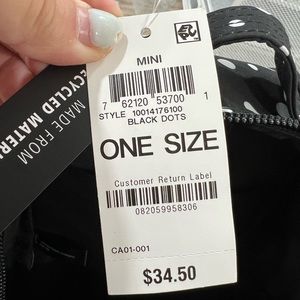 MINI
7 62120 53700 1
STYLE 10014176100
BLACK DOTS
ONE SIZE
Customer Return Label
082059958306
CA01-001
$34.50
MADE FROM
RECYCLED MATERI